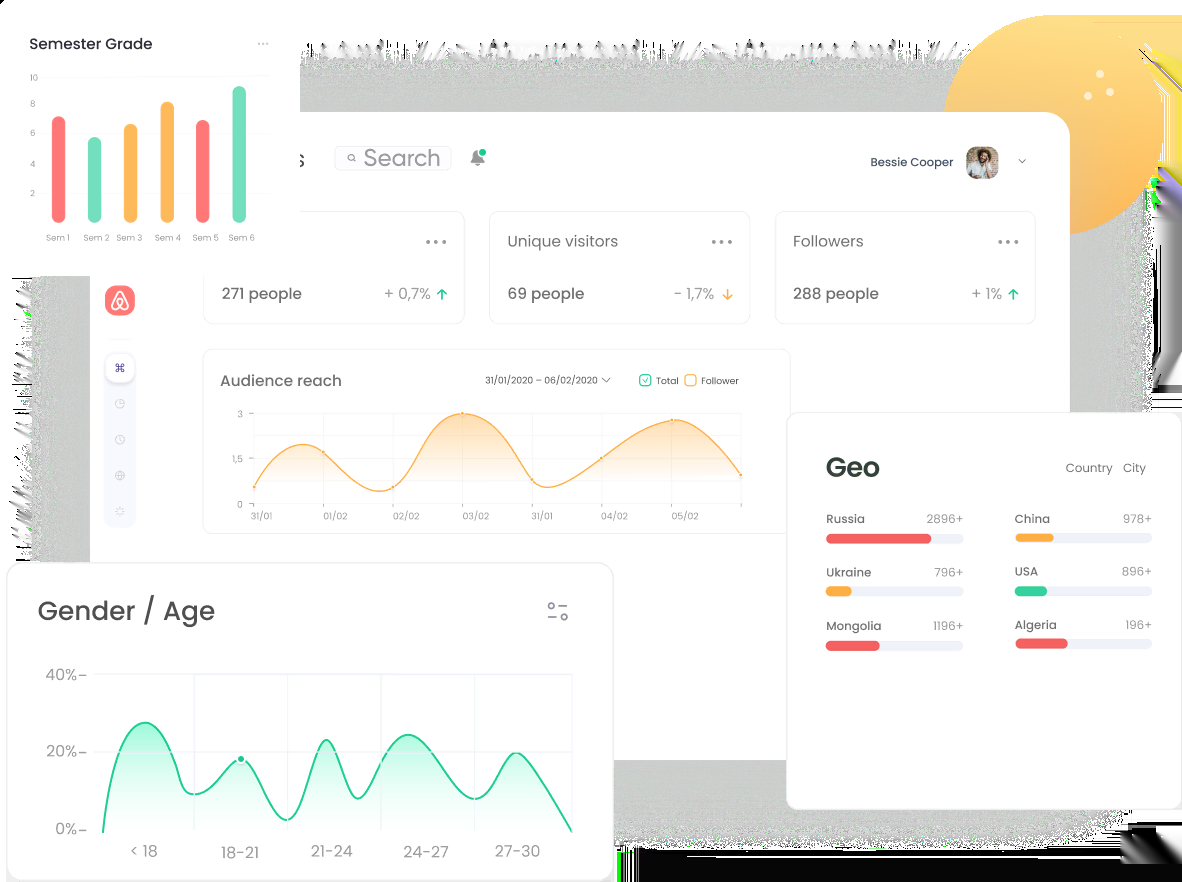 Semester Grade
10
8
6
4
2
Sem 1 Sem 2 Sem 3 Sem 4 Sem 5 Sem 6
Search
Bessie Cooper
271 people
+ 0,7%
Unique visitors
69 people
- 1,7%
Followers
288 people
+ 1%
Audience reach
31/01/2020 – 06/02/2020
Total
Follower
3
1,5
0
31/01 01/02 02/02 03/02 31/01 04/02 05/02
Geo
Country City
Russia 2896+
China 978+
Ukraine 796+
USA 896+
Mongolia 1196+
Algeria 196+
Gender / Age
40%–
20%–
0%–
< 18 18-21 21-24 24-27 27-30